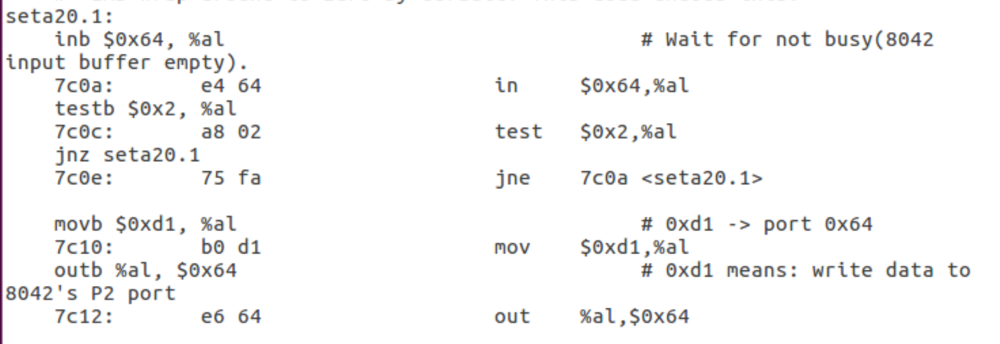 seta20.1:
    inb $0x64, %al                                  # Wait for not busy(8042
input buffer empty).
    7c0a:       e4 64                   in     $0x64,%al
    testb $0x2, %al
    7c0c:       a8 02                   test   $0x2,%al
    jnz seta20.1
    7c0e:       75 fa                   jne    7c0a <seta20.1>

    movb $0xd1, %al                                 # 0xd1 -> port 0x64
    7c10:       b0 d1                   mov    $0xd1,%al
    outb %al, $0x64                                 # 0xd1 means: write data to
8042's P2 port
    7c12:       e6 64                   out    %al,$0x64